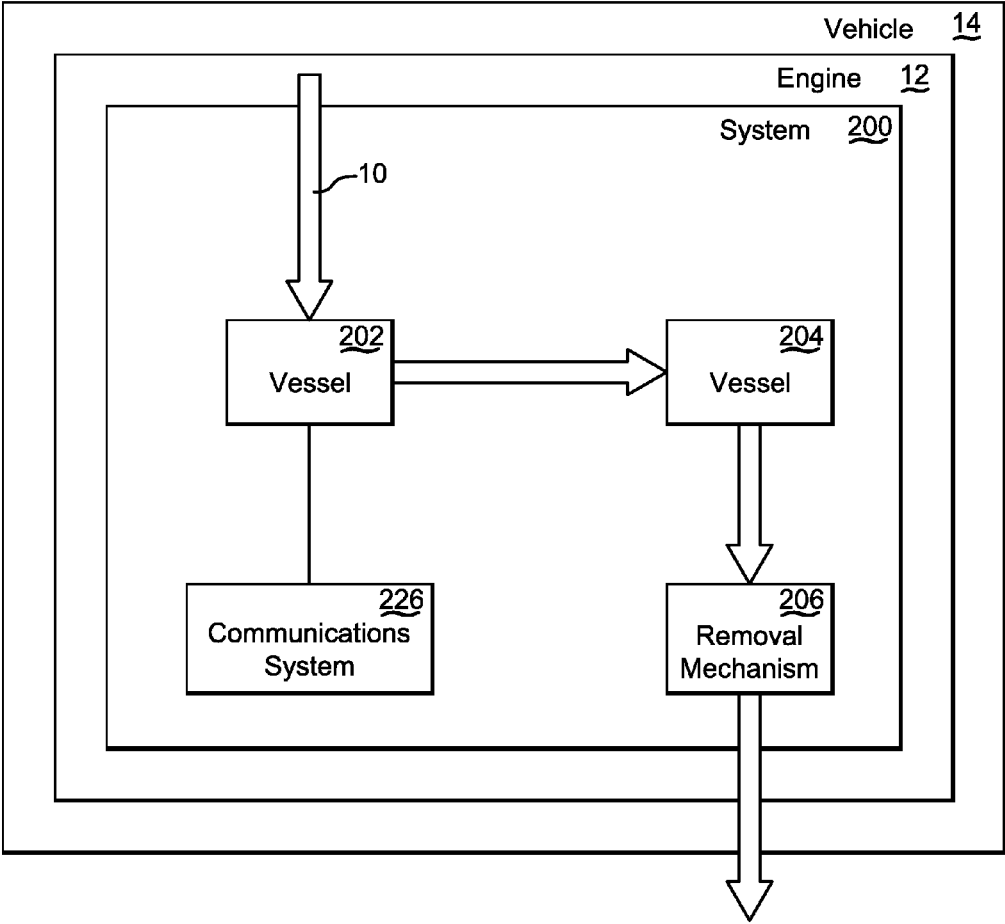 Vehicle 14
Engine 12
System 200
10
202
Vessel
204
Vessel
226
Communications
System
206
Removal
Mechanism